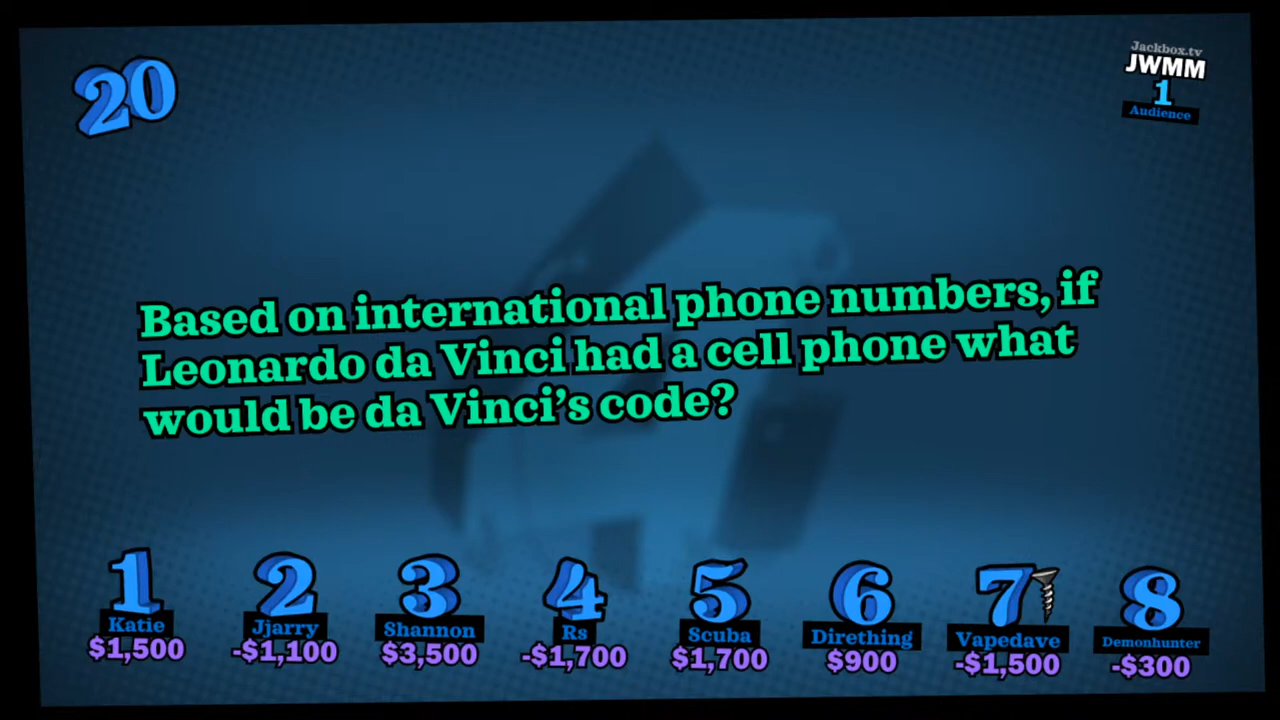 20
Jackbox.tv
JWMM
1
Audience
Based on international phone numbers, if
Leonardo da Vinci had a cell phone what
would be da Vinci's code?
1 2 3 4 5 6 7 8
Katie Jjarry Shannon Rs Scuba Dirething Vapedave Demonhunter
$1,500 -$1,100 $3,500 -$1,700 $1,700 $900 -$1,500 -$300